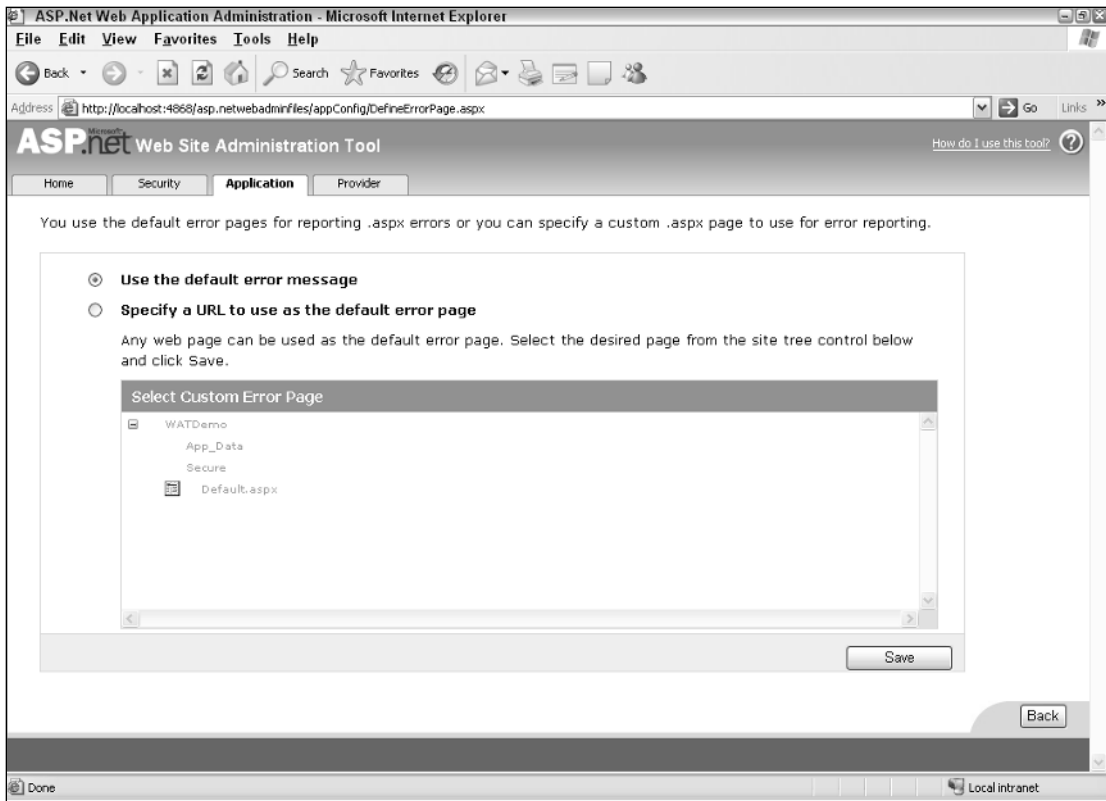 ASP.Net Web Application Administration - Microsoft Internet Explorer
File Edit View Favorites Tools Help
Back Search Favorites
Address http://localhost:4868/asp.netwebadminfiles/appConfig/DefineErrorPage.aspx Go Links »
Microsoft
ASP.net Web Site Administration Tool How do I use this tool? ?
Home Security Application Provider
You use the default error pages for reporting .aspx errors or you can specify a custom .aspx page to use for error reporting.
Use the default error message
Specify a URL to use as the default error page
Any web page can be used as the default error page. Select the desired page from the site tree control below
and click Save.
Select Custom Error Page
WATDemo
App_Data
Secure
Default.aspx
Save
Back
Done Local intranet